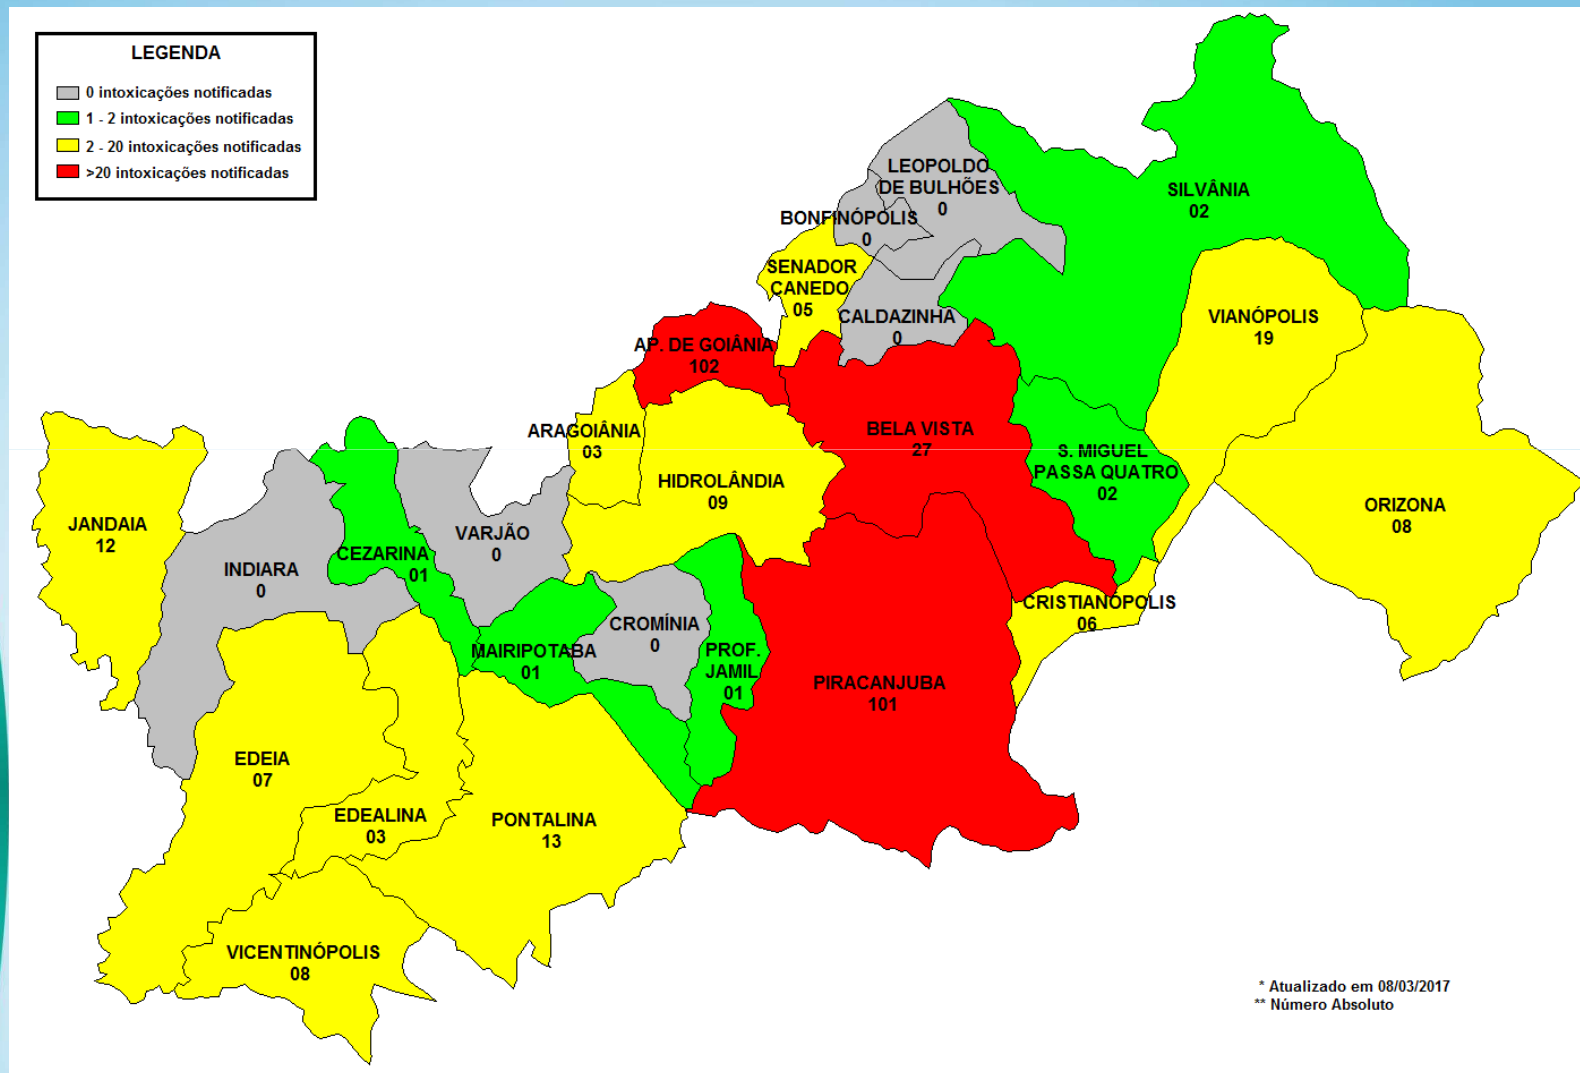 LEGENDA
0 intoxicações notificadas
1 - 2 intoxicações notificadas
2 - 20 intoxicações notificadas
>20 intoxicações notificadas
LEOPOLDO
DE BULHÕES
0
SILVÂNIA
02
BONFINÓPOLIS
0
SENADOR
CANEDO
05
CALDAZINHA
0
VIANÓPOLIS
19
AP. DE GOIÂNIA
102
ARAGOIÂNIA
03
BELA VISTA
27
S. MIGUEL
PASSA QUATRO
02
HIDROLÂNDIA
09
ORIZONA
08
JANDAIA
12
VARJÃO
0
CEZARINA
01
INDIARA
0
CRISTIANÓPOLIS
06
CROMÍNIA
0
MAIRIPOTABA
01
PROF.
JAMIL
01
PIRACANJUBA
101
EDEIA
07
EDEALINA
03
PONTALINA
13
VICENTINÓPOLIS
08
* Atualizado em 08/03/2017
** Número Absoluto